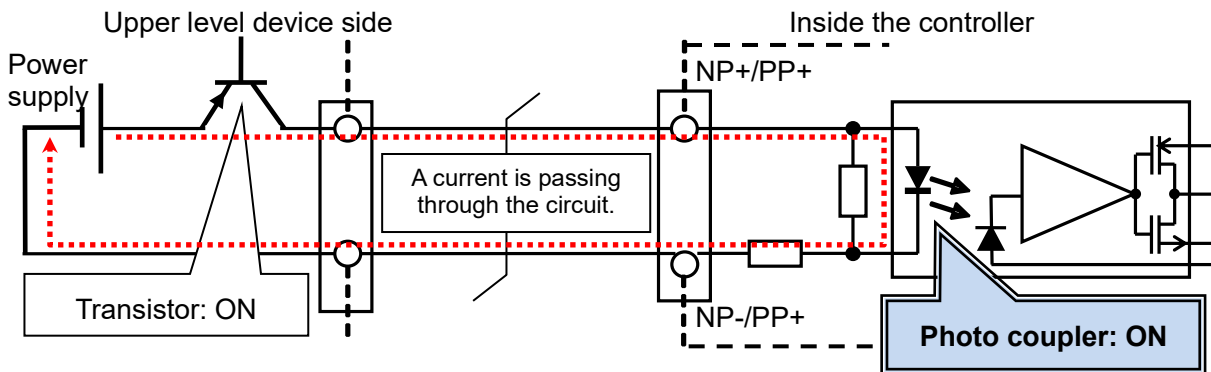 Upper level device side
Inside the controller
Power
supply
NP+/PP+
A current is passing
through the circuit.
Transistor: ON
NP-/PP+
Photo coupler: ON